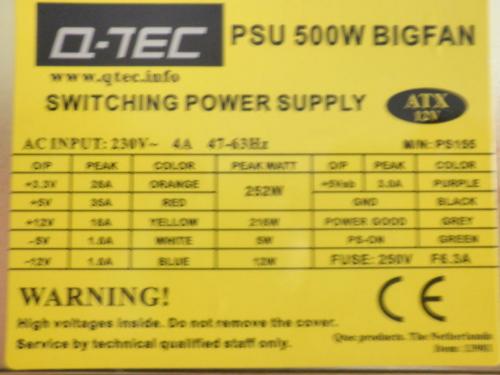 Q-TEC
PSU 500W BIGFAN
www.qtec.info
SWITCHING POWER SUPPLY
ATX
12V
AC INPUT: 230V~ 4A 47-63Hz
M/N: PS155
O/P PEAK COLOR PEAK WATT O/P PEAK COLOR
+3.3V 28A ORANGE 252W +5Vsb 3.0A PURPLE
+5V 35A RED GND BLACK
+12V 18A YELLOW 216W POWER GOOD GREY
-5V 1.0A WHITE 5W PS-ON GREEN
-12V 1.0A BLUE 12W FUSE: 250V F6.3A
WARNING!
CE
High voltages inside. Do not remove the cover.
Service by technical qualified staff only.
Qtec products. The Netherlands
Item: